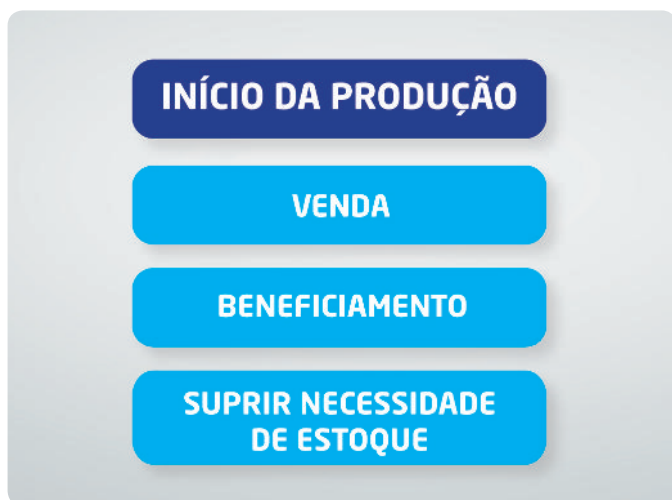 INÍCIO DA PRODUÇÃO
VENDA
BENEFICIAMENTO
SUPRIR NECESSIDADE
DE ESTOQUE